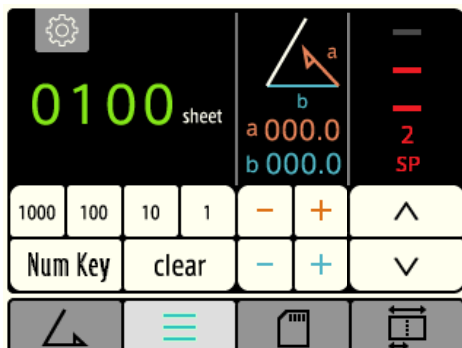 a
b
0100 sheet
a 000.0
b 000.0
2
SP
1000 100 10 1 - +
Num Key clear - +